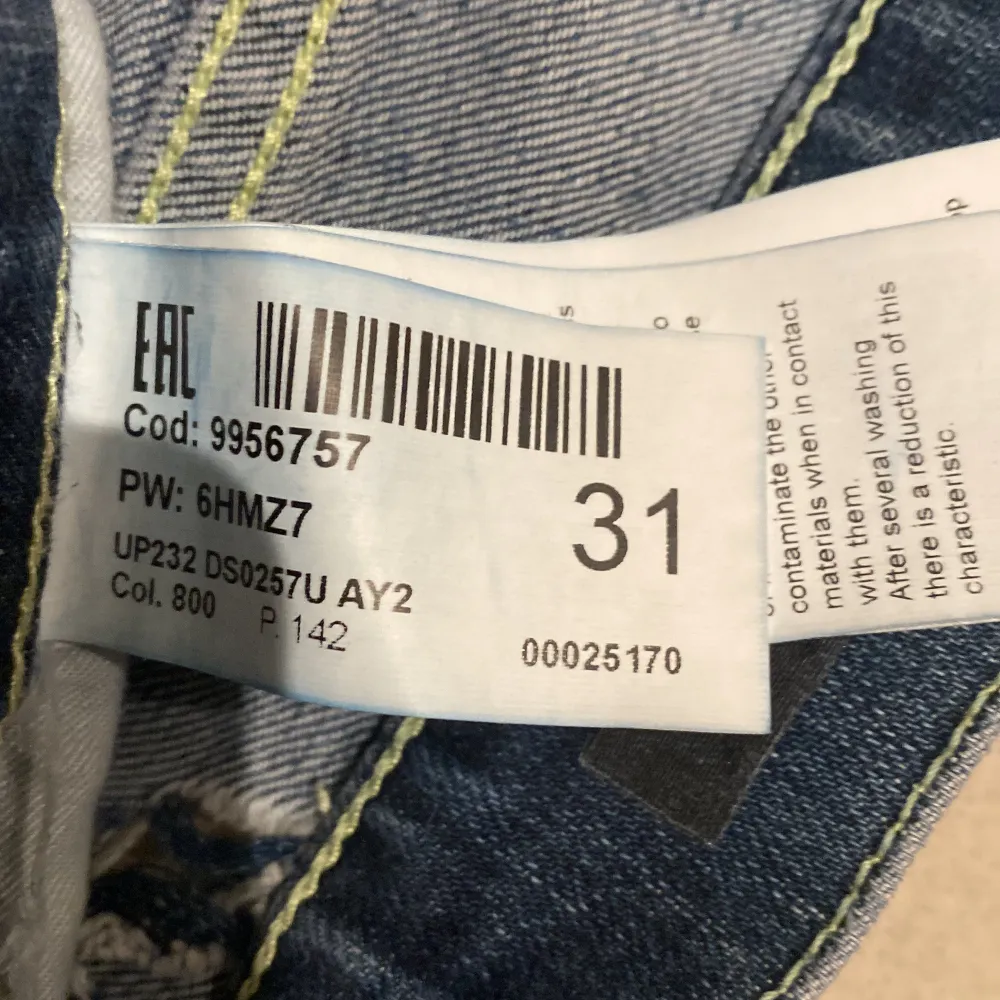 EAC
Cod: 9956757
PW: 6HMZ7
31
UP232 DS0257U AY2
Col. 800
P. 142
00025170
contaminate the other
materials when in contact
with them.
After several washing
there is a reduction of this
characteristic.